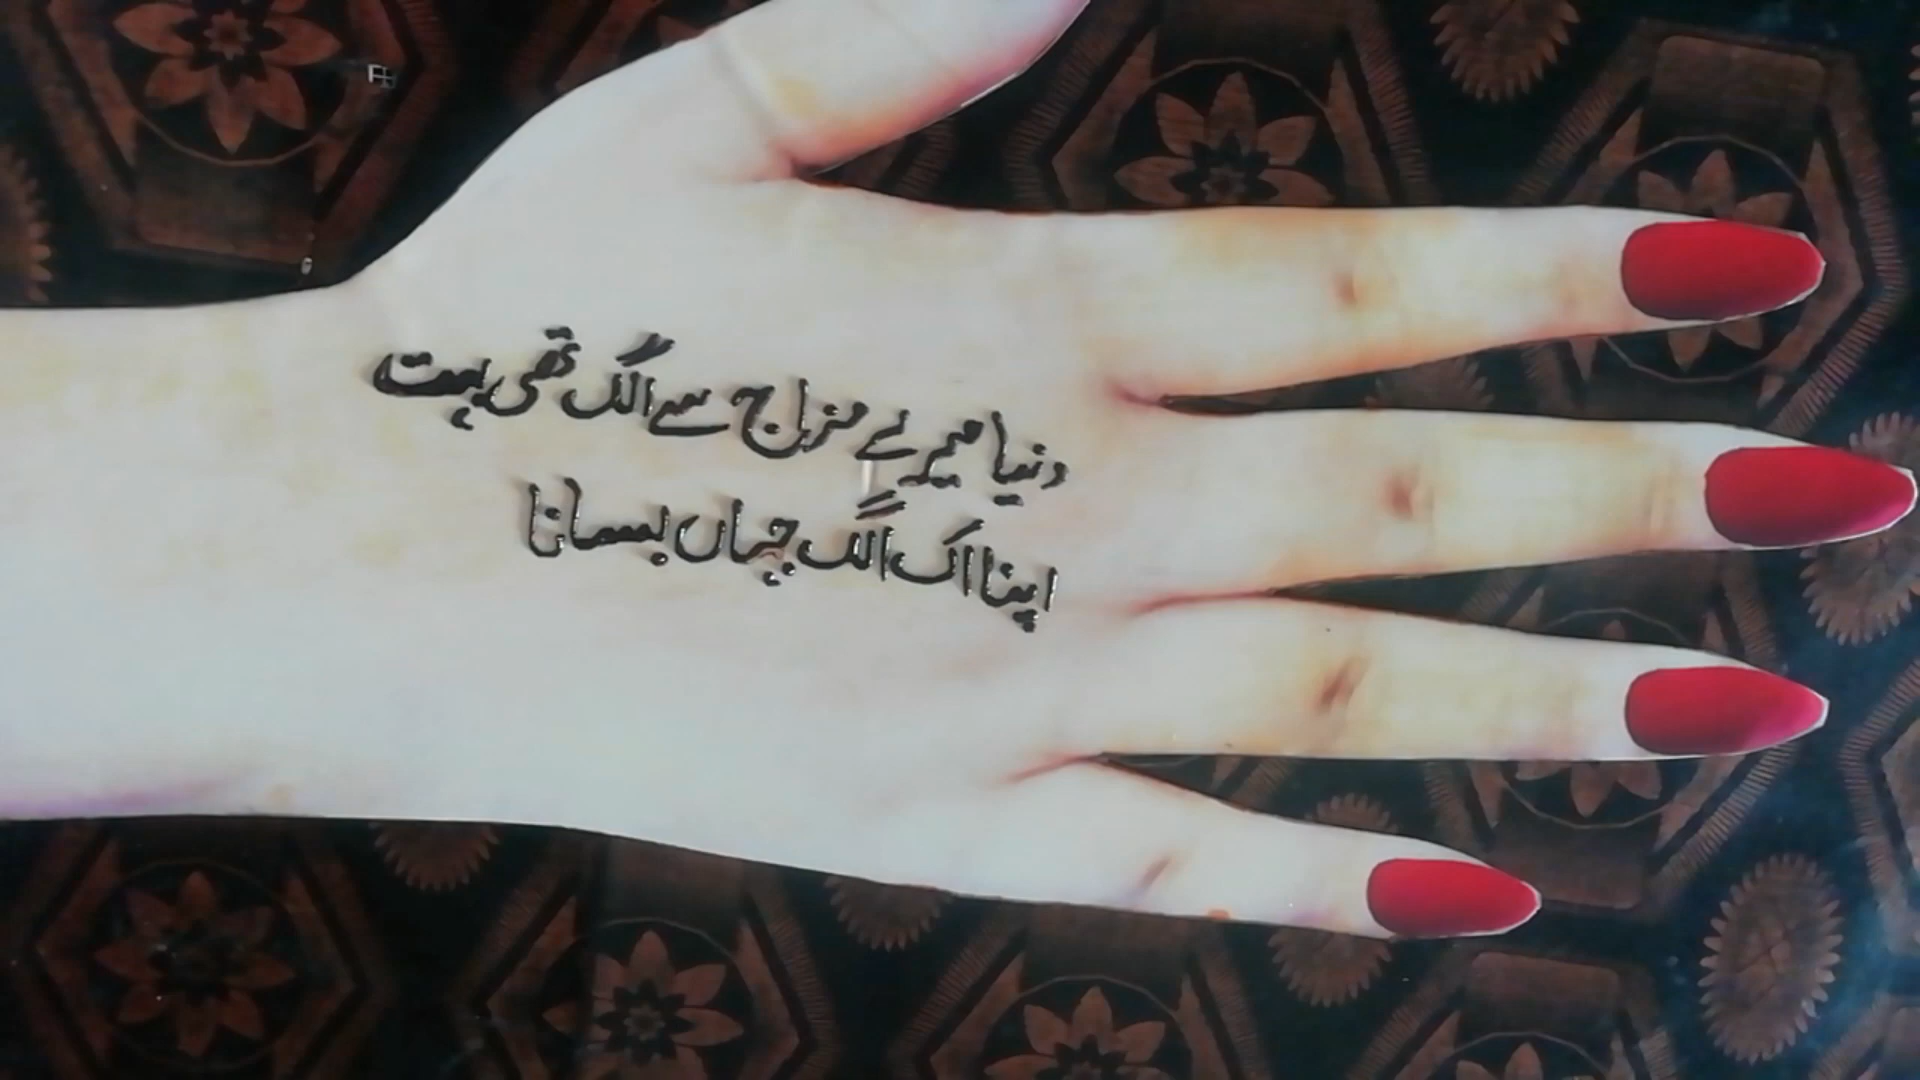 دنیا میرے مزاج سے الگ تھی بہت
اپنا اک الگ جہاں بسانا